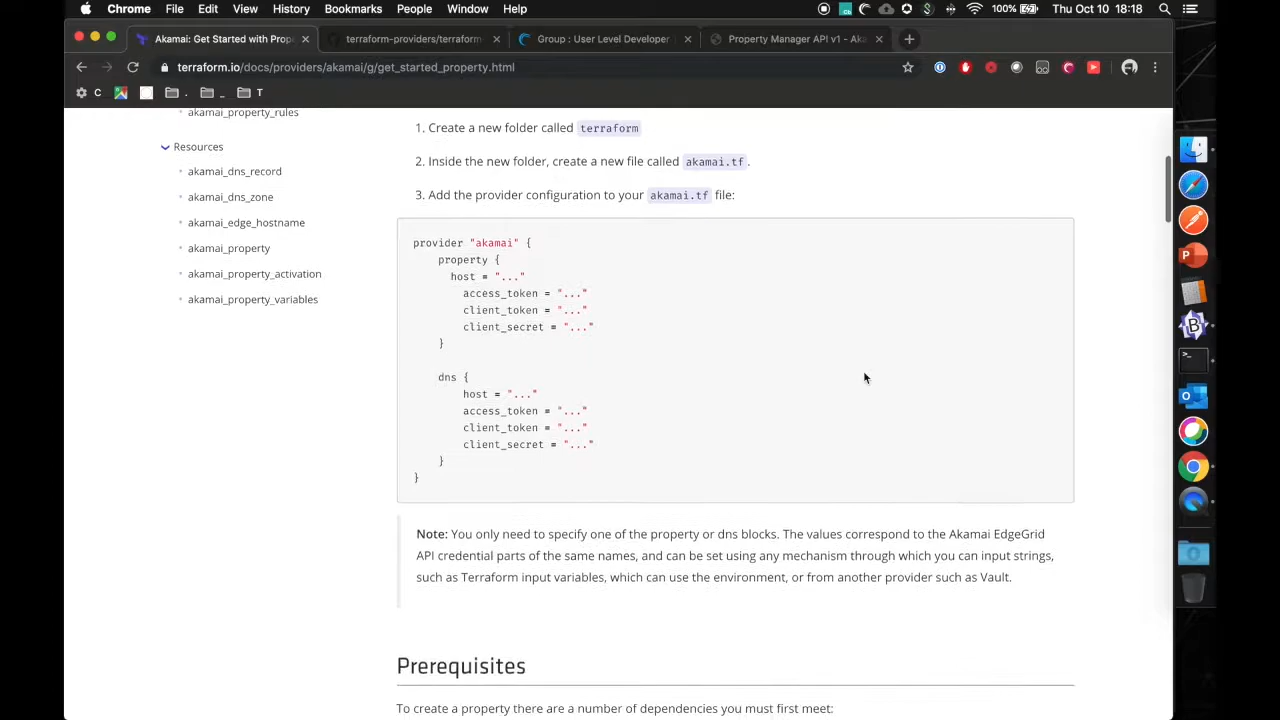 Chrome File Edit View History Bookmarks People Window Help 100% Thu Oct 10 18:18
Akamai: Get Started with Prope × terraform-providers/terrafor × Group : User Level Developer × Property Manager API v1 - Aka ×
terraform.io/docs/providers/akamai/g/get_started_property.html
C . _ T
akamai_property_rules
Resources
akamai_dns_record
akamai_dns_zone
akamai_edge_hostname
akamai_property
akamai_property_activation
akamai_property_variables
1. Create a new folder called terraform
2. Inside the new folder, create a new file called akamai.tf.
3. Add the provider configuration to your akamai.tf file:
provider "akamai" {
property {
host = "..."
access_token = "..."
client_token = "..."
client_secret = "..."
}
dns {
host = "..."
access_token = "..."
client_token = "..."
client_secret = "..."
}
}
Note: You only need to specify one of the property or dns blocks. The values correspond to the Akamai EdgeGrid
API credential parts of the same names, and can be set using any mechanism through which you can input strings,
such as Terraform input variables, which can use the environment, or from another provider such as Vault.
Prerequisites
To create a property there are a number of dependencies you must first meet: